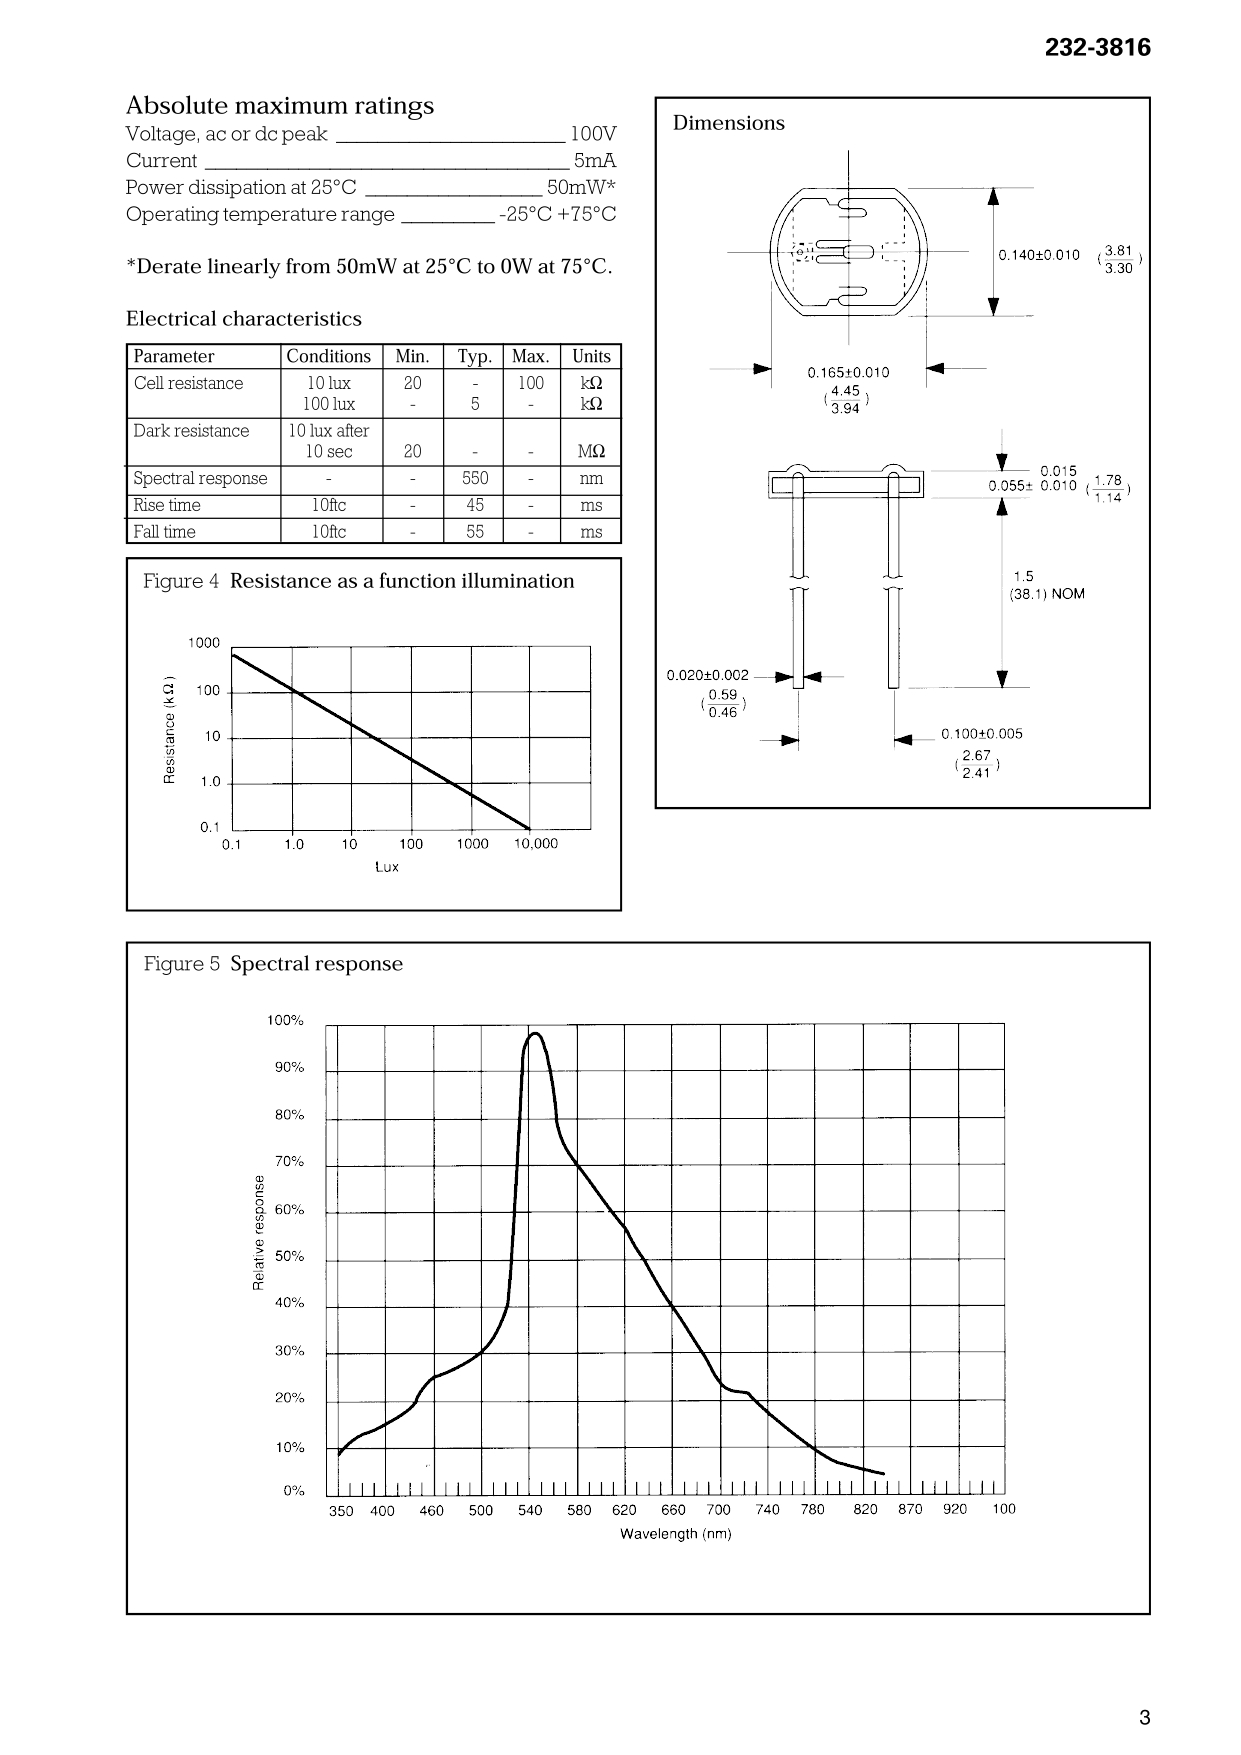 232-3816
Absolute maximum ratings
Voltage, ac or dc peak 100V
Current 5mA
Power dissipation at 25°C 50mW*
Operating temperature range -25°C +75°C
*Derate linearly from 50mW at 25°C to 0W at 75°C.
Electrical characteristics
Parameter Conditions Min. Typ. Max. Units
Cell resistance 10 lux 20 - 100 kΩ
100 lux - 5 - kΩ
Dark resistance 10 lux after
10 sec 20 - - MΩ
Spectral response - - 550 - nm
Rise time 10ftc - 45 - ms
Fall time 10ftc - 55 - ms
Figure 4 Resistance as a function illumination
1000
100
10
1.0
0.1
Resistance (kΩ)
0.1 1.0 10 100 1000 10,000
Lux
Dimensions
0.140±0.010 (3.81
3.30)
0.165±0.010
(4.45
3.94)
0.015
0.055± 0.010 (1.78
1.14)
1.5
(38.1) NOM
0.020±0.002
(0.59
0.46)
0.100±0.005
(2.67
2.41)
Figure 5 Spectral response
100%
90%
80%
70%
60%
50%
40%
30%
20%
10%
0%
Relative response
350 400 460 500 540 580 620 660 700 740 780 820 870 920 100
Wavelength (nm)
3